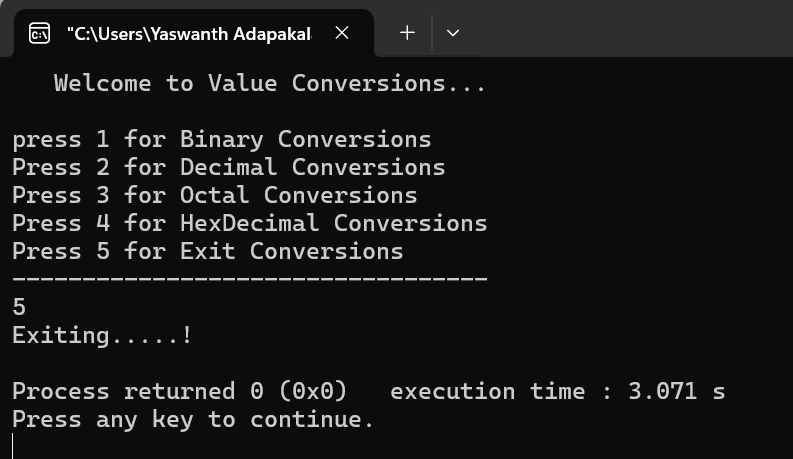 "C:\Users\Yaswanth Adapakal
Welcome to Value Conversions...
press 1 for Binary Conversions
Press 2 for Decimal Conversions
Press 3 for Octal Conversions
Press 4 for HexDecimal Conversions
Press 5 for Exit Conversions
----------------------------------
5
Exiting.....!
Process returned 0 (0x0)   execution time : 3.071 s
Press any key to continue.